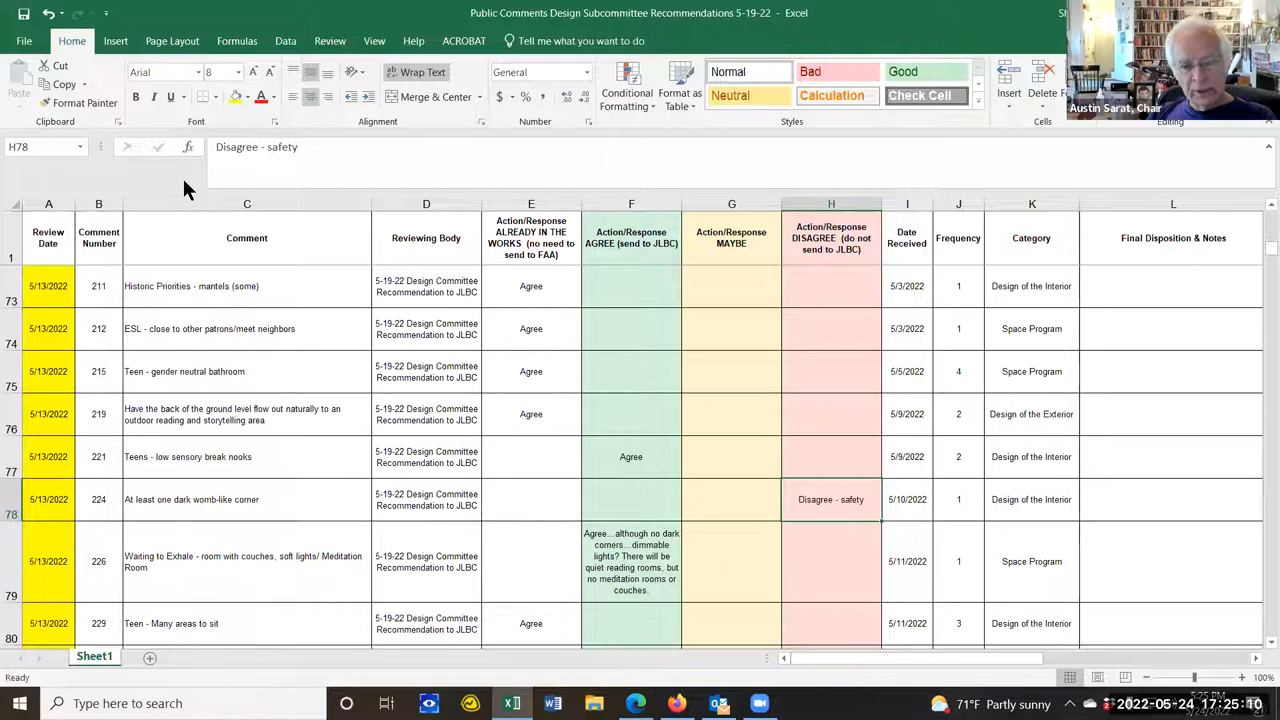 Public Comments Design Subcommittee Recommendations 5-19-22 - Excel
File Home Insert Page Layout Formulas Data Review View Help ACROBAT Tell me what you want to do
Austin Sarat, Chair
Paste
Cut
Copy
Format Painter
Arial 8
B I U
Wrap Text
Merge & Center
General
$ % ,
Conditional Formatting
Format as Table
Normal Bad Good
Neutral Calculation Check Cell
Insert Delete
Clipboard Font Alignment Number Styles Cells Editing
H78 fx Disagree - safety
A B C D E F G H I J K L
1 Review Date Comment Number Comment Reviewing Body Action/Response ALREADY IN THE WORKS (no need to send to FAA) Action/Response AGREE (send to JLBC) Action/Response MAYBE Action/Response DISAGREE (do not send to JLBC) Date Received Frequency Category Final Disposition & Notes
73 5/13/2022 211 Historic Priorities - mantels (some) 5-19-22 Design Committee Recommendation to JLBC Agree 5/3/2022 1 Design of the Interior
74 5/13/2022 212 ESL - close to other patrons/meet neighbors 5-19-22 Design Committee Recommendation to JLBC Agree 5/3/2022 1 Space Program
75 5/13/2022 215 Teen - gender neutral bathroom 5-19-22 Design Committee Recommendation to JLBC Agree 5/5/2022 4 Space Program
76 5/13/2022 219 Have the back of the ground level flow out naturally to an outdoor reading and storytelling area 5-19-22 Design Committee Recommendation to JLBC Agree 5/9/2022 2 Design of the Exterior
77 5/13/2022 221 Teens - low sensory break nooks 5-19-22 Design Committee Recommendation to JLBC Agree 5/9/2022 2 Design of the Interior
78 5/13/2022 224 At least one dark womb-like corner 5-19-22 Design Committee Recommendation to JLBC Disagree - safety 5/10/2022 1 Design of the Interior
79 5/13/2022 226 Waiting to Exhale - room with couches, soft lights/ Meditation Room 5-19-22 Design Committee Recommendation to JLBC Agree...although no dark corners...dimmable lights? There will be quiet reading rooms, but no meditation rooms or couches. 5/11/2022 1 Space Program
80 5/13/2022 229 Teen - Many areas to sit 5-19-22 Design Committee Recommendation to JLBC Agree 5/11/2022 3 Design of the Interior
Sheet1
Ready 100%
Type here to search
71°F Partly sunny
5:25 PM
2022-05-24 17:25:10